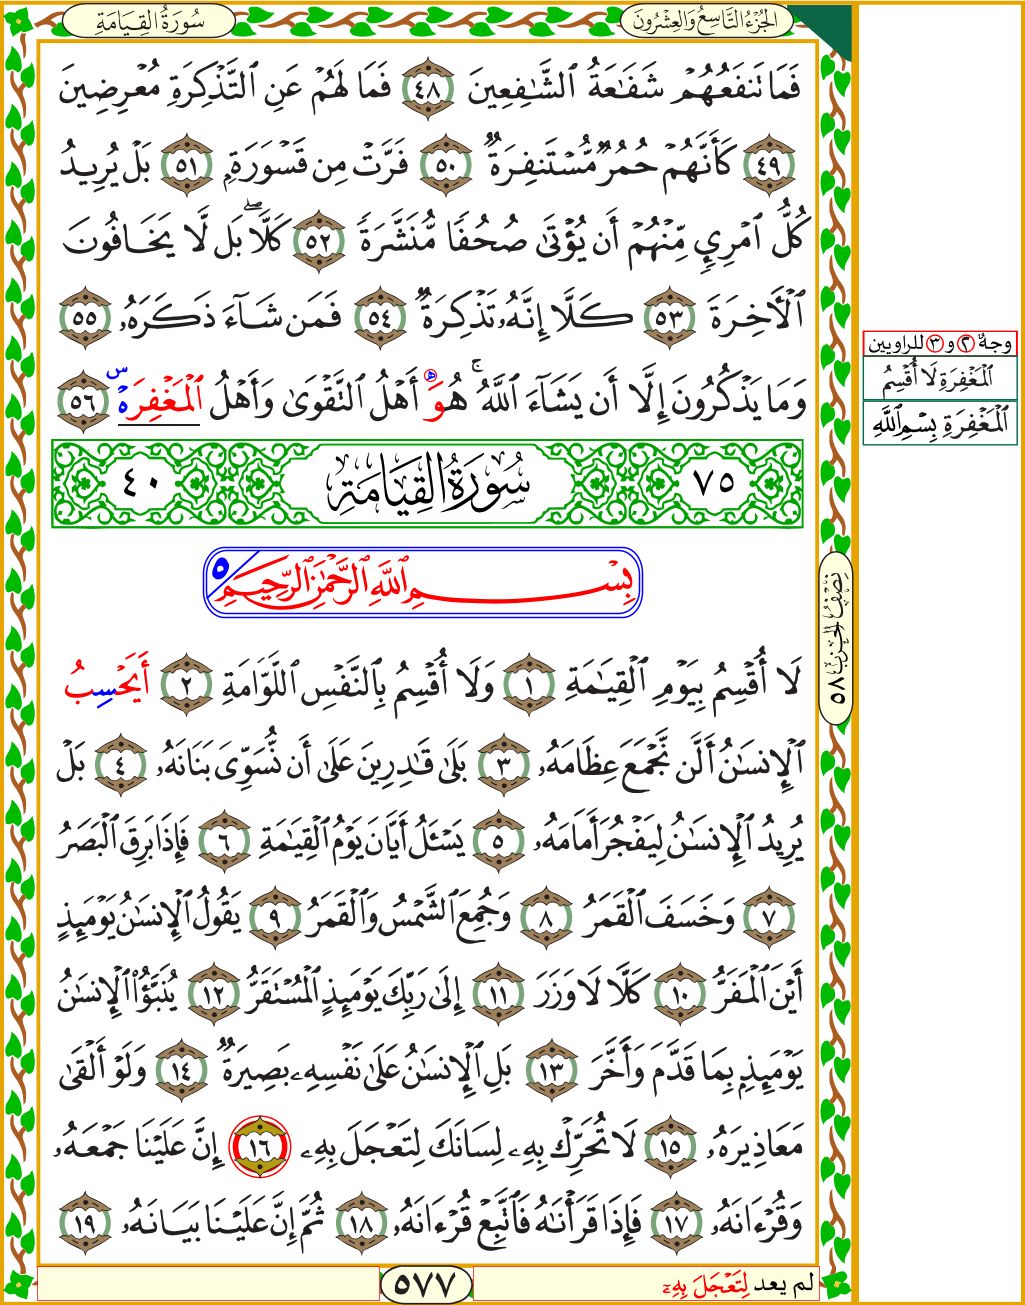 سُورَةُ القِيَامَةِ
الجُزْءُ التَّاسِعُ وَالعِشْرُونَ
فَمَا تَنفَعُهُمْ شَفَٰعَةُ ٱلشَّٰفِعِينَ ٤٨ فَمَا لَهُمْ عَنِ ٱلتَّذْكِرَةِ مُعْرِضِينَ
٤٩ كَأَنَّهُمْ حُمُرٌ مُّسْتَنفِرَةٌ ٥٠ فَرَّتْ مِن قَسْوَرَةٍۭ ٥١ بَلْ يُرِيدُ
كُلُّ ٱمْرِيٕٖ مِّنْهُمْ أَن يُؤْتَىٰ صُحُفٗا مُّنَشَّرَةٗ ٥٢ كَلَّاۖ بَل لَّا يَخَافُونَ
ٱلْأٓخِرَةَ ٥٣ كَلَّا إِنَّهُۥ تَذْكِرَةٌ ٥٤ فَمَن شَآءَ ذَكَرَهُۥ ٥٥
وَمَا يَذْكُرُونَ إِلَّا أَن يَشَآءَ ٱللَّهُۚ هُوَ أَهْلُ ٱلتَّقْوَىٰ وَأَهْلُ ٱلْمَغْفِرَةِ س ٥٦
٧٥ سُورَةُ القِيَامَةِ ٤٠
بِسْمِ ٱللَّهِ ٱلرَّحْمَٰنِ ٱلرَّحِيمِ ٥
لَا أُقْسِمُ بِيَوْمِ ٱلْقِيَٰمَةِ ١ وَلَا أُقْسِمُ بِٱلنَّفْسِ ٱللَّوَّامَةِ ٢ أَيَحْسِبُ
ٱلْإِنسَٰنُ أَلَّن نَّجْمَعَ عِظَامَهُۥ ٣ بَلَىٰ قَٰدِرِينَ عَلَىٰ أَن نُّسَوِّيَ بَنَانَهُۥ ٤ بَلْ
يُرِيدُ ٱلْإِنسَٰنُ لِيَفْجُرَ أَمَامَهُۥ ٥ يَسْـَٔلُ أَيَّانَ يَوْمُ ٱلْقِيَٰمَةِ ٦ فَإِذَا بَرِقَ ٱلْبَصَرُ
٧ وَخَسَفَ ٱلْقَمَرُ ٨ وَجُمِعَ ٱلشَّمْسُ وَٱلْقَمَرُ ٩ يَقُولُ ٱلْإِنسَٰنُ يَوْمَئِذٍ
أَيْنَ ٱلْمَفَرُّ ١٠ كَلَّا لَا وَزَرَ ١١ إِلَىٰ رَبِّكَ يَوْمَئِذٍ ٱلْمُسْتَقَرُّ ١٢ يُنَبَّؤُا۟ ٱلْإِنسَٰنُ
يَوْمَئِذٍۭ بِمَا قَدَّمَ وَأَخَّرَ ١٣ بَلِ ٱلْإِنسَٰنُ عَلَىٰ نَفْسِهِۦ بَصِيرَةٌ ١٤ وَلَوْ أَلْقَىٰ
مَعَاذِيرَهُۥ ١٥ لَا تُحَرِّكْ بِهِۦ لِسَانَكَ لِتَعْجَلَ بِهِۦ ١٦ إِنَّ عَلَيْنَا جَمْعَهُۥ
وَقُرْءَانَهُۥ ١٧ فَإِذَا قَرَأْنَٰهُ فَٱتَّبِعْ قُرْءَانَهُۥ ١٨ ثُمَّ إِنَّ عَلَيْنَا بَيَانَهُۥ ١٩
لم يعد لِتَعْجَلَ بِهِۦ
٥٧٧
وجهٌ ٢ و ٣ للراويين
ٱلْمَغْفِرَةِ لَا أُقْسِمُ
ٱلْمَغْفِرَةِ بِسْمِ ٱللَّهِ
نِصْفُ الحِزْبِ ٥٨